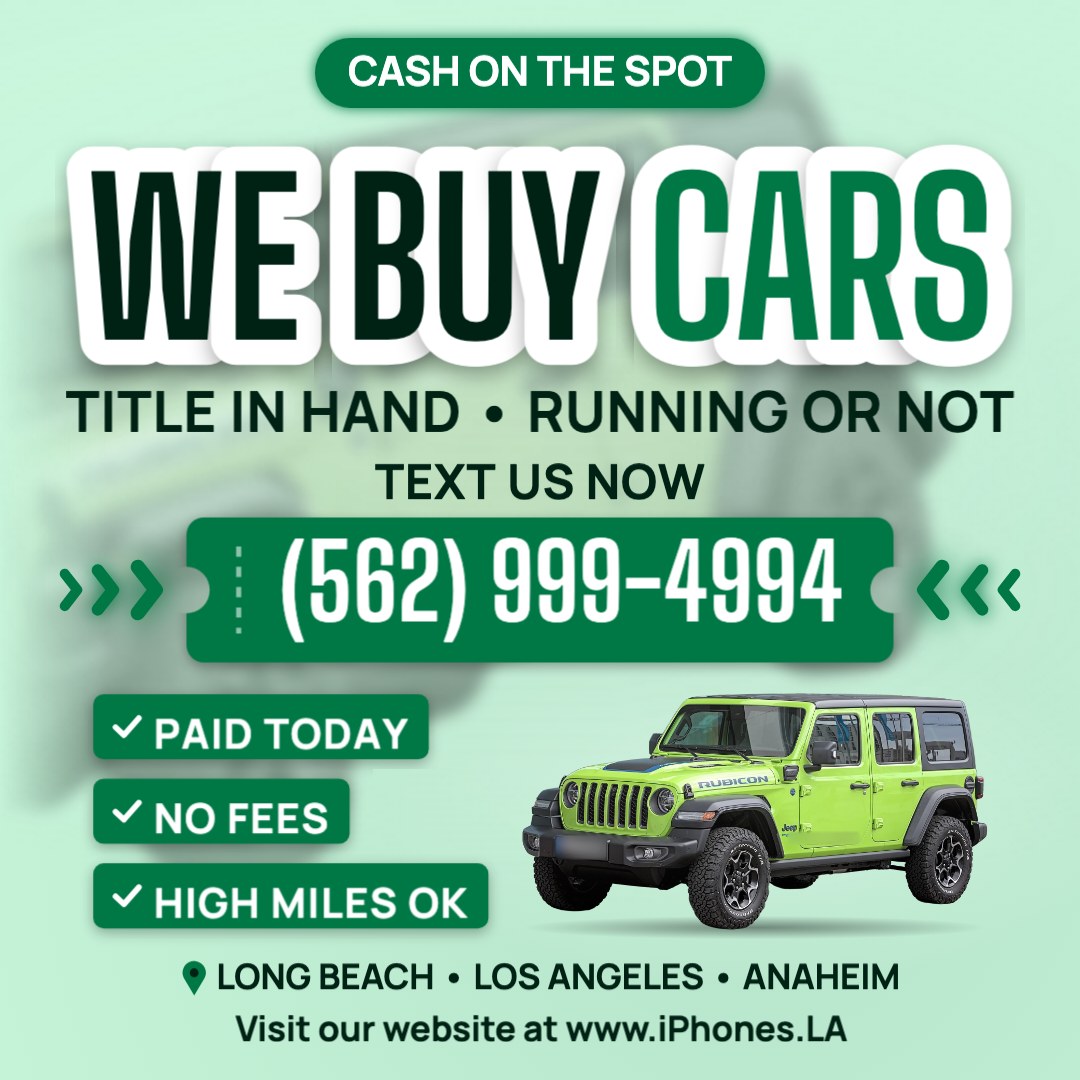 CASH ON THE SPOT
WE BUY CARS
TITLE IN HAND • RUNNING OR NOT
TEXT US NOW
(562) 999-4994
PAID TODAY
NO FEES
HIGH MILES OK
RUBICON
Jeep
LONG BEACH • LOS ANGELES • ANAHEIM
Visit our website at www.iPhones.LA